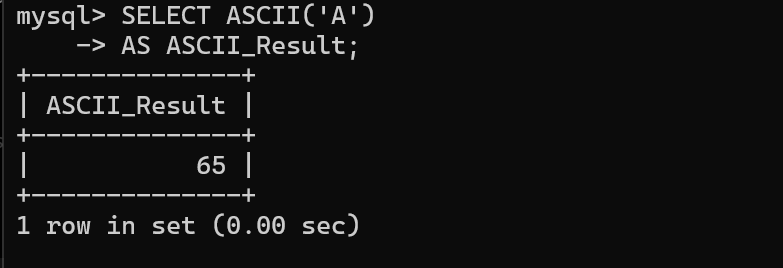 mysql> SELECT ASCII('A')
    -> AS ASCII_Result;
+--------------+
| ASCII_Result |
+--------------+
|           65 |
+--------------+
1 row in set (0.00 sec)